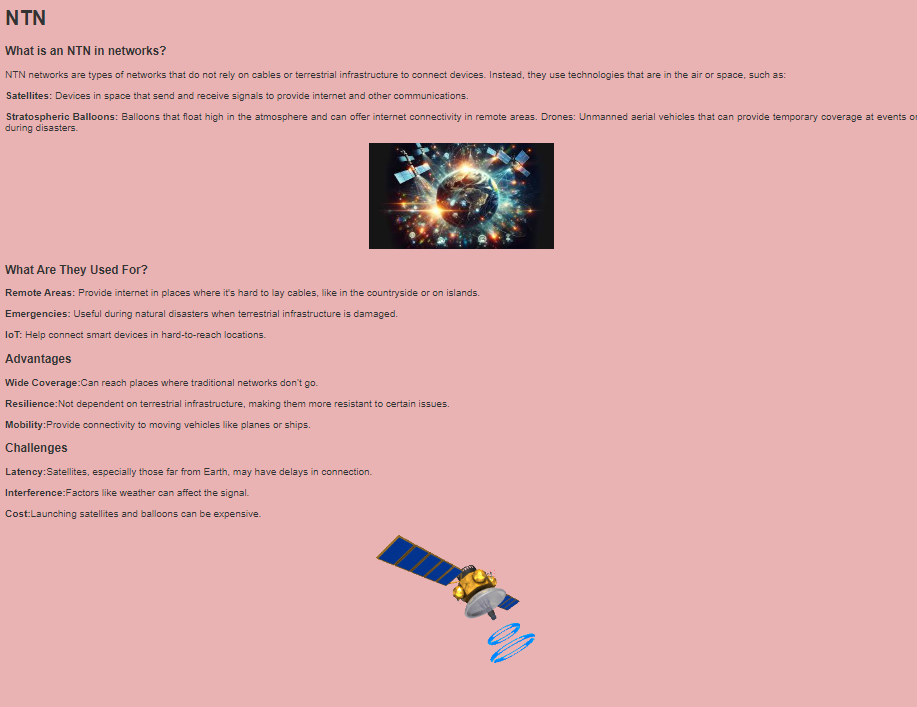 NTN
What is an NTN in networks?
NTN networks are types of networks that do not rely on cables or terrestrial infrastructure to connect devices. Instead, they use technologies that are in the air or space, such as:
Satellites: Devices in space that send and receive signals to provide internet and other communications.
Stratospheric Balloons: Balloons that float high in the atmosphere and can offer internet connectivity in remote areas. Drones: Unmanned aerial vehicles that can provide temporary coverage at events or
during disasters.
What Are They Used For?
Remote Areas: Provide internet in places where it's hard to lay cables, like in the countryside or on islands.
Emergencies: Useful during natural disasters when terrestrial infrastructure is damaged.
IoT: Help connect smart devices in hard-to-reach locations.
Advantages
Wide Coverage:Can reach places where traditional networks don't go.
Resilience:Not dependent on terrestrial infrastructure, making them more resistant to certain issues.
Mobility:Provide connectivity to moving vehicles like planes or ships.
Challenges
Latency:Satellites, especially those far from Earth, may have delays in connection.
Interference:Factors like weather can affect the signal.
Cost:Launching satellites and balloons can be expensive.